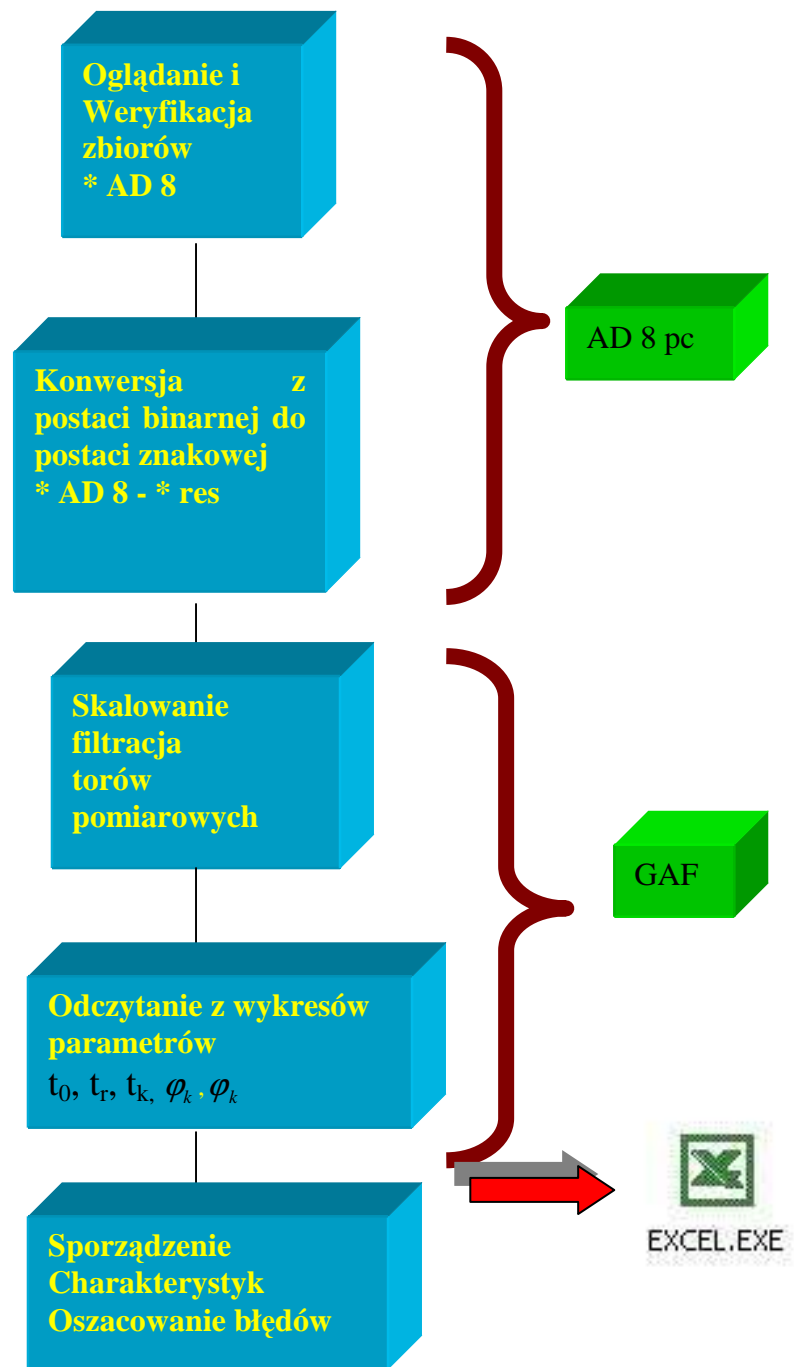 Oglądanie i
Weryfikacja
zbiorów
* AD 8
AD 8 pc
Konwersja z
postaci binarnej do
postaci znakowej
* AD 8 - * res
Skalowanie
filtracja
torów
pomiarowych
GAF
Odczytanie z wykresów
parametrów
t₀, tᵣ, tₖ, φₖ, φₖ
EXCEL.EXE
Sporządzenie
Charakterystyk
Oszacowanie błędów